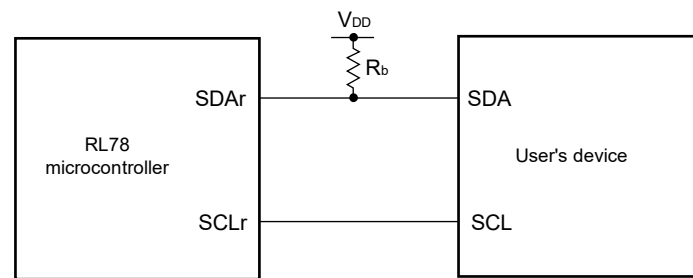 VDD
Rb
SDAr
SDA
RL78
microcontroller
User's device
SCLr
SCL